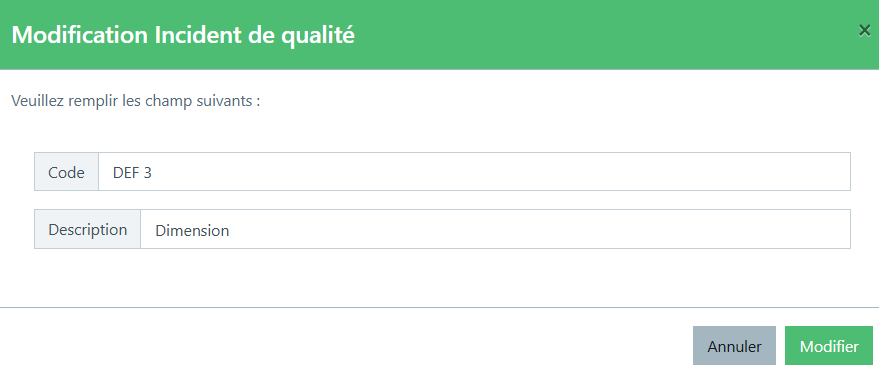 Modification Incident de qualité
×
Veuillez remplir les champ suivants :
Code DEF 3
Description Dimension
Annuler Modifier